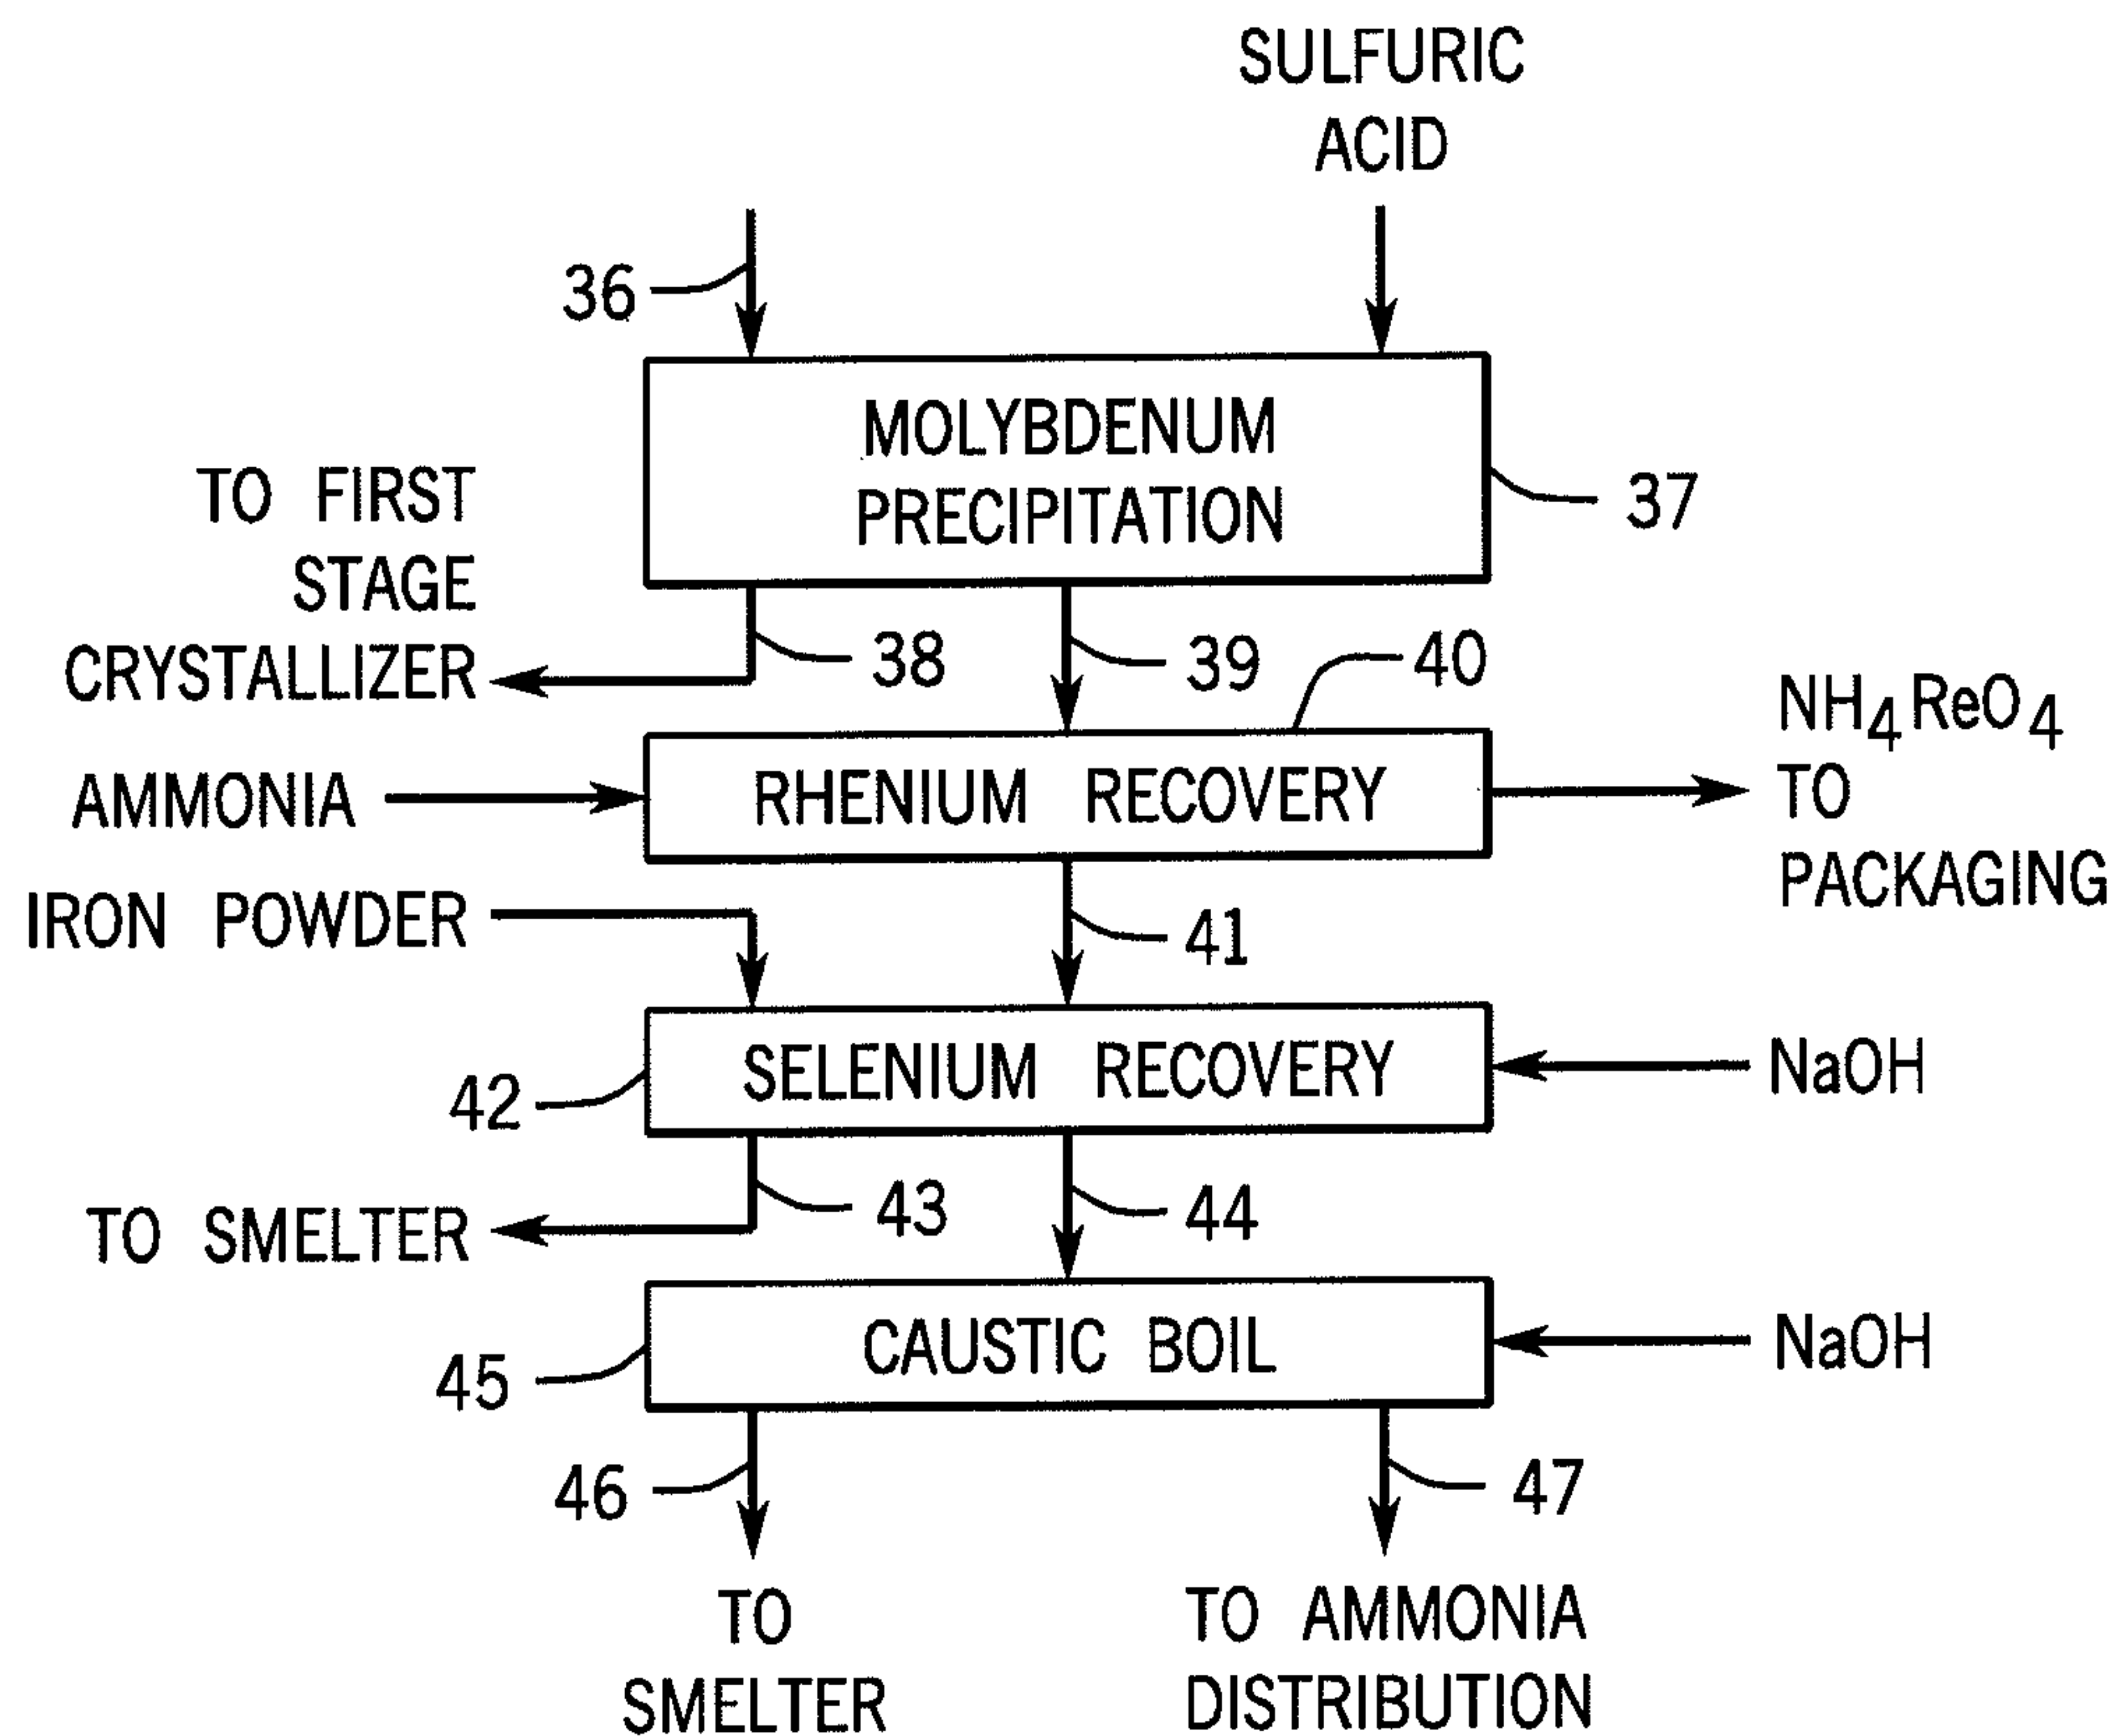 SULFURIC
ACID
36
MOLYBDENUM
PRECIPITATION
37
TO FIRST
STAGE
CRYSTALLIZER
38
39
40
NH4ReO4
TO
PACKAGING
AMMONIA
RHENIUM RECOVERY
IRON POWDER
41
SELENIUM RECOVERY
NaOH
42
43
44
TO SMELTER
CAUSTIC BOIL
NaOH
45
46
47
TO
SMELTER
TO AMMONIA
DISTRIBUTION